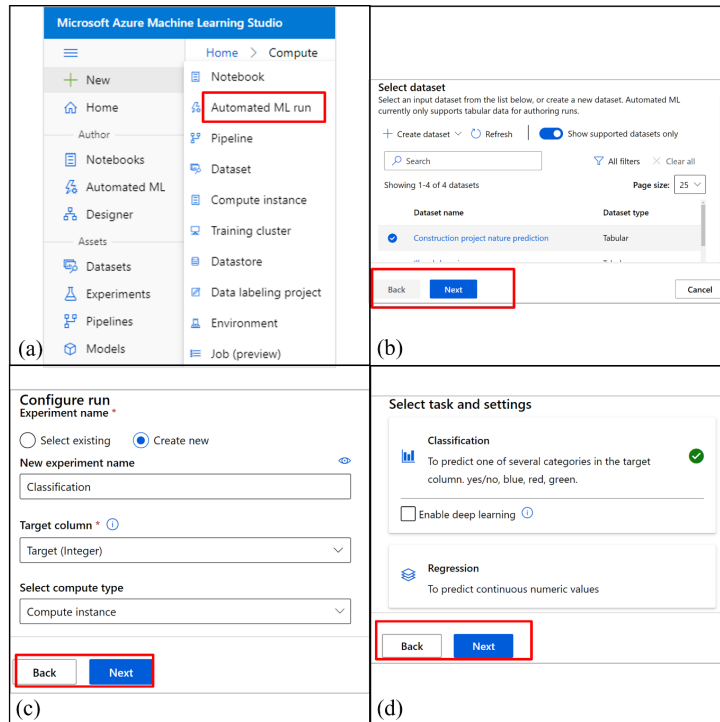 Microsoft Azure Machine Learning Studio
Home > Compute
New
Home
Author
Notebooks
Automated ML
Designer
Assets
Datasets
Experiments
Pipelines
Models
Notebook
Automated ML run
Pipeline
Dataset
Compute instance
Training cluster
Datastore
Data labeling project
Environment
Job (preview)
(a)
Select dataset
Select an input dataset from the list below, or create a new dataset. Automated ML
currently only supports tabular data for authoring runs.
Create dataset Refresh Show supported datasets only
Search All filters Clear all
Showing 1-4 of 4 datasets Page size: 25
Dataset name Dataset type
Construction project nature prediction Tabular
Back Next Cancel
(b)
Configure run
Experiment name *
Select existing Create new
New experiment name
Classification
Target column *
Target (Integer)
Select compute type
Compute instance
Back Next
(c)
Select task and settings
Classification
To predict one of several categories in the target
column. yes/no, blue, red, green.
Enable deep learning
Regression
To predict continuous numeric values
Back Next
(d)